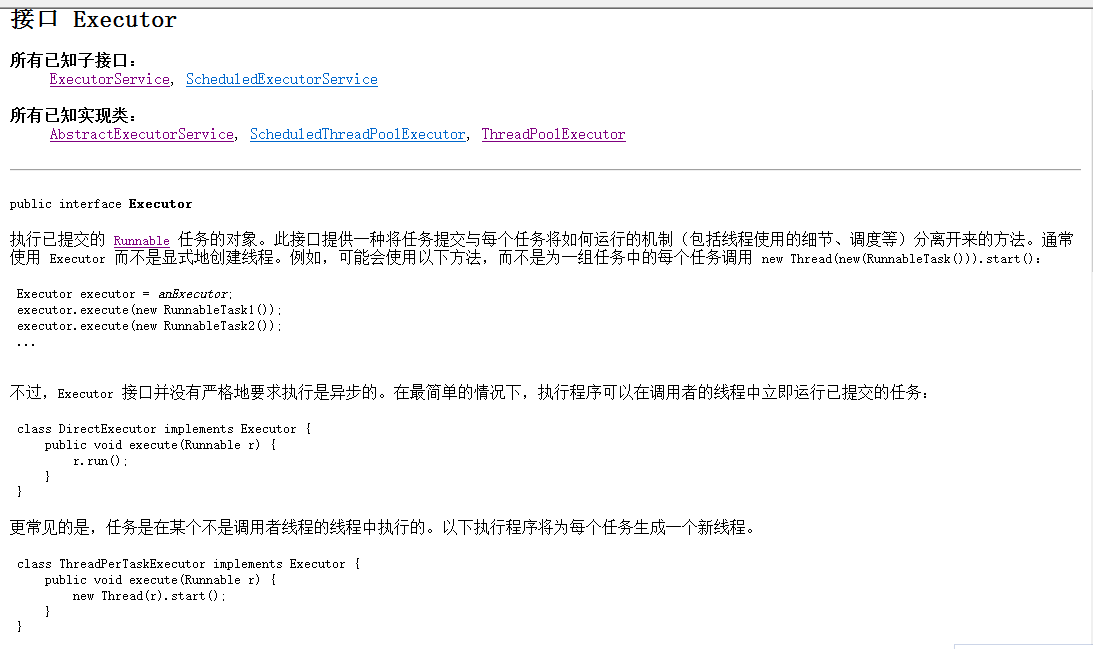 接口 Executor
所有已知子接口：
ExecutorService, ScheduledExecutorService
所有已知实现类：
AbstractExecutorService, ScheduledThreadPoolExecutor, ThreadPoolExecutor
public interface Executor
执行已提交的 Runnable 任务的对象。此接口提供一种将任务提交与每个任务将如何运行的机制（包括线程使用的细节、调度等）分离开来的方法。通常
使用 Executor 而不是显式地创建线程。例如，可能会使用以下方法，而不是为一组任务中的每个任务调用 new Thread(new(RunnableTask())).start()：
Executor executor = anExecutor;
executor.execute(new RunnableTask1());
executor.execute(new RunnableTask2());
...
不过，Executor 接口并没有严格地要求执行是异步的。在最简单的情况下，执行程序可以在调用者的线程中立即运行已提交的任务：
class DirectExecutor implements Executor {
public void execute(Runnable r) {
r.run();
}
}
更常见的是，任务是在某个不是调用者线程的线程中执行的。以下执行程序将为每个任务生成一个新线程。
class ThreadPerTaskExecutor implements Executor {
public void execute(Runnable r) {
new Thread(r).start();
}
}